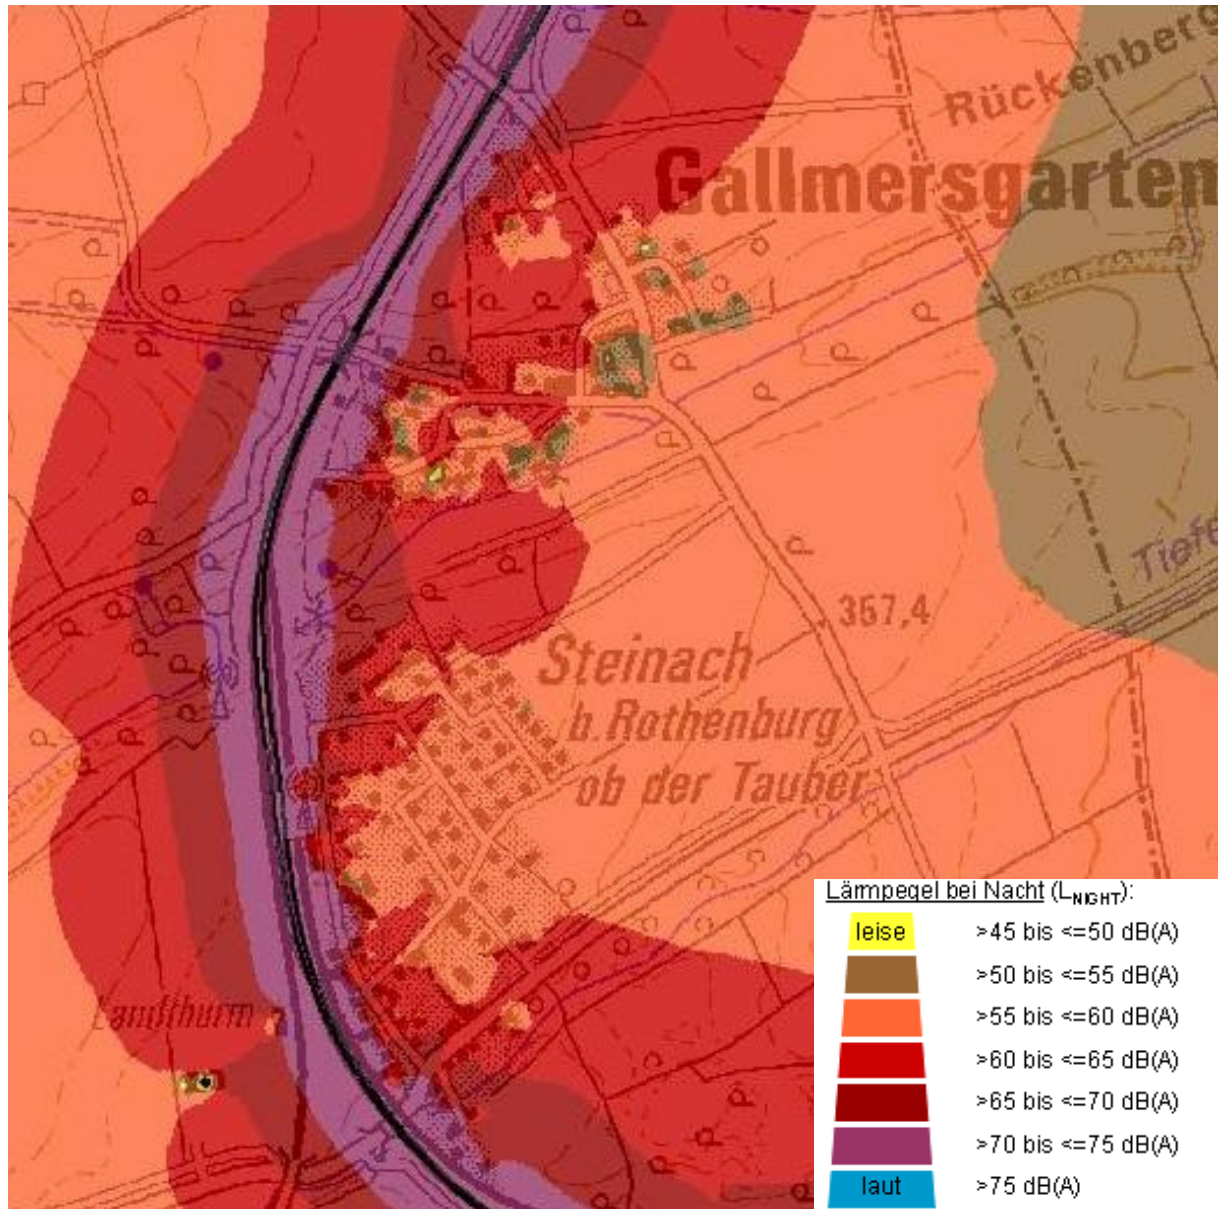 Rückenberg
Gallmersgarten
Tiefe
357,4
Steinach
b. Rothenburg
ob der Tauber
Landthurm
Lärmpegel bei Nacht (LNIGHT):
leise >45 bis <=50 dB(A)
>50 bis <=55 dB(A)
>55 bis <=60 dB(A)
>60 bis <=65 dB(A)
>65 bis <=70 dB(A)
>70 bis <=75 dB(A)
laut >75 dB(A)